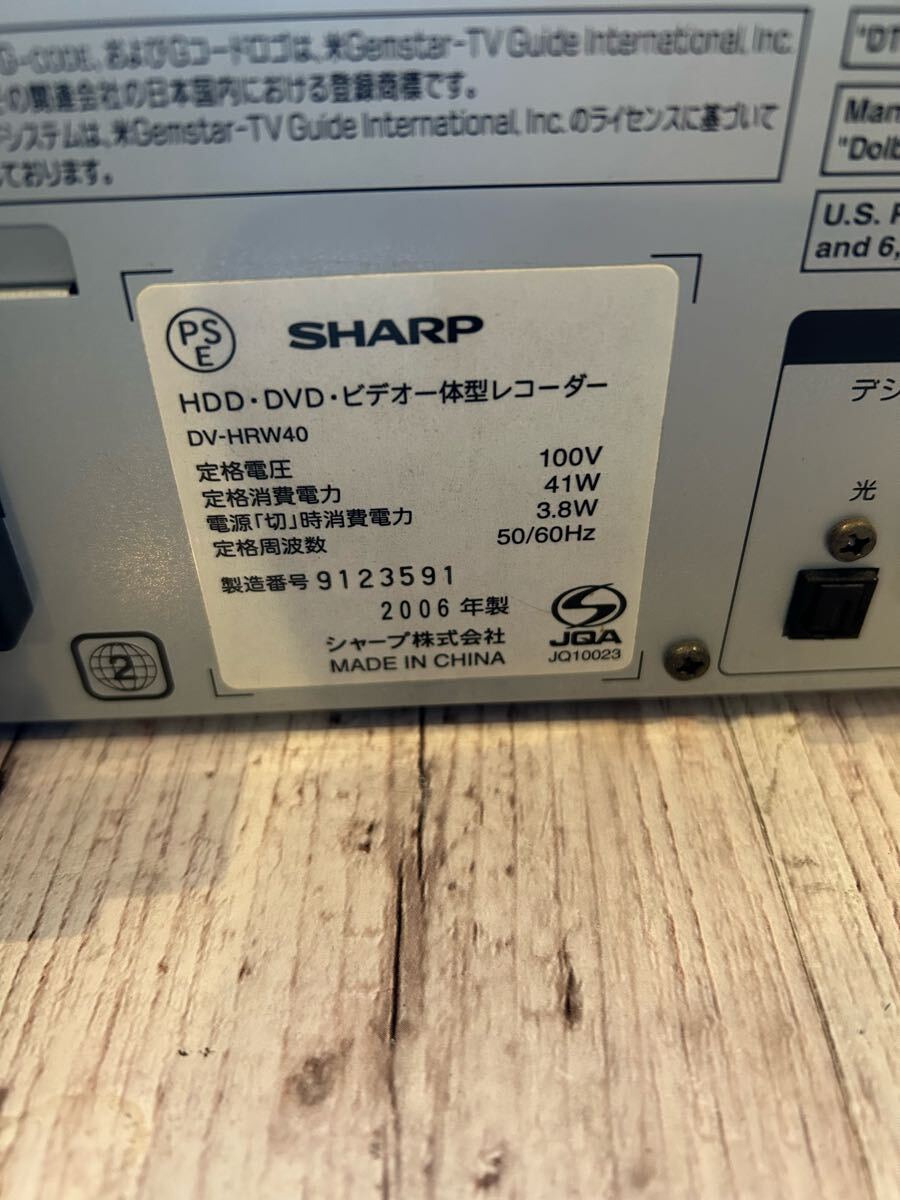 G-CODE、およびGコードロゴは、米Gemstar-TV Guide International, Inc.
その関連会社の日本国内における登録商標です。
システムは、米Gemstar-TV Guide International, Inc.のライセンスに基づいて
しております。
"DT
Man
"Dolb
U.S. P
and 6,
PSE
SHARP
HDD・DVD・ビデオ一体型レコーダー
DV-HRW40
定格電圧 100V
定格消費電力 41W
電源「切」時消費電力 3.8W
定格周波数 50/60Hz
製造番号 9123591
2006 年製
シャープ株式会社
MADE IN CHINA
JQA
JQ10023
2
デジ
光